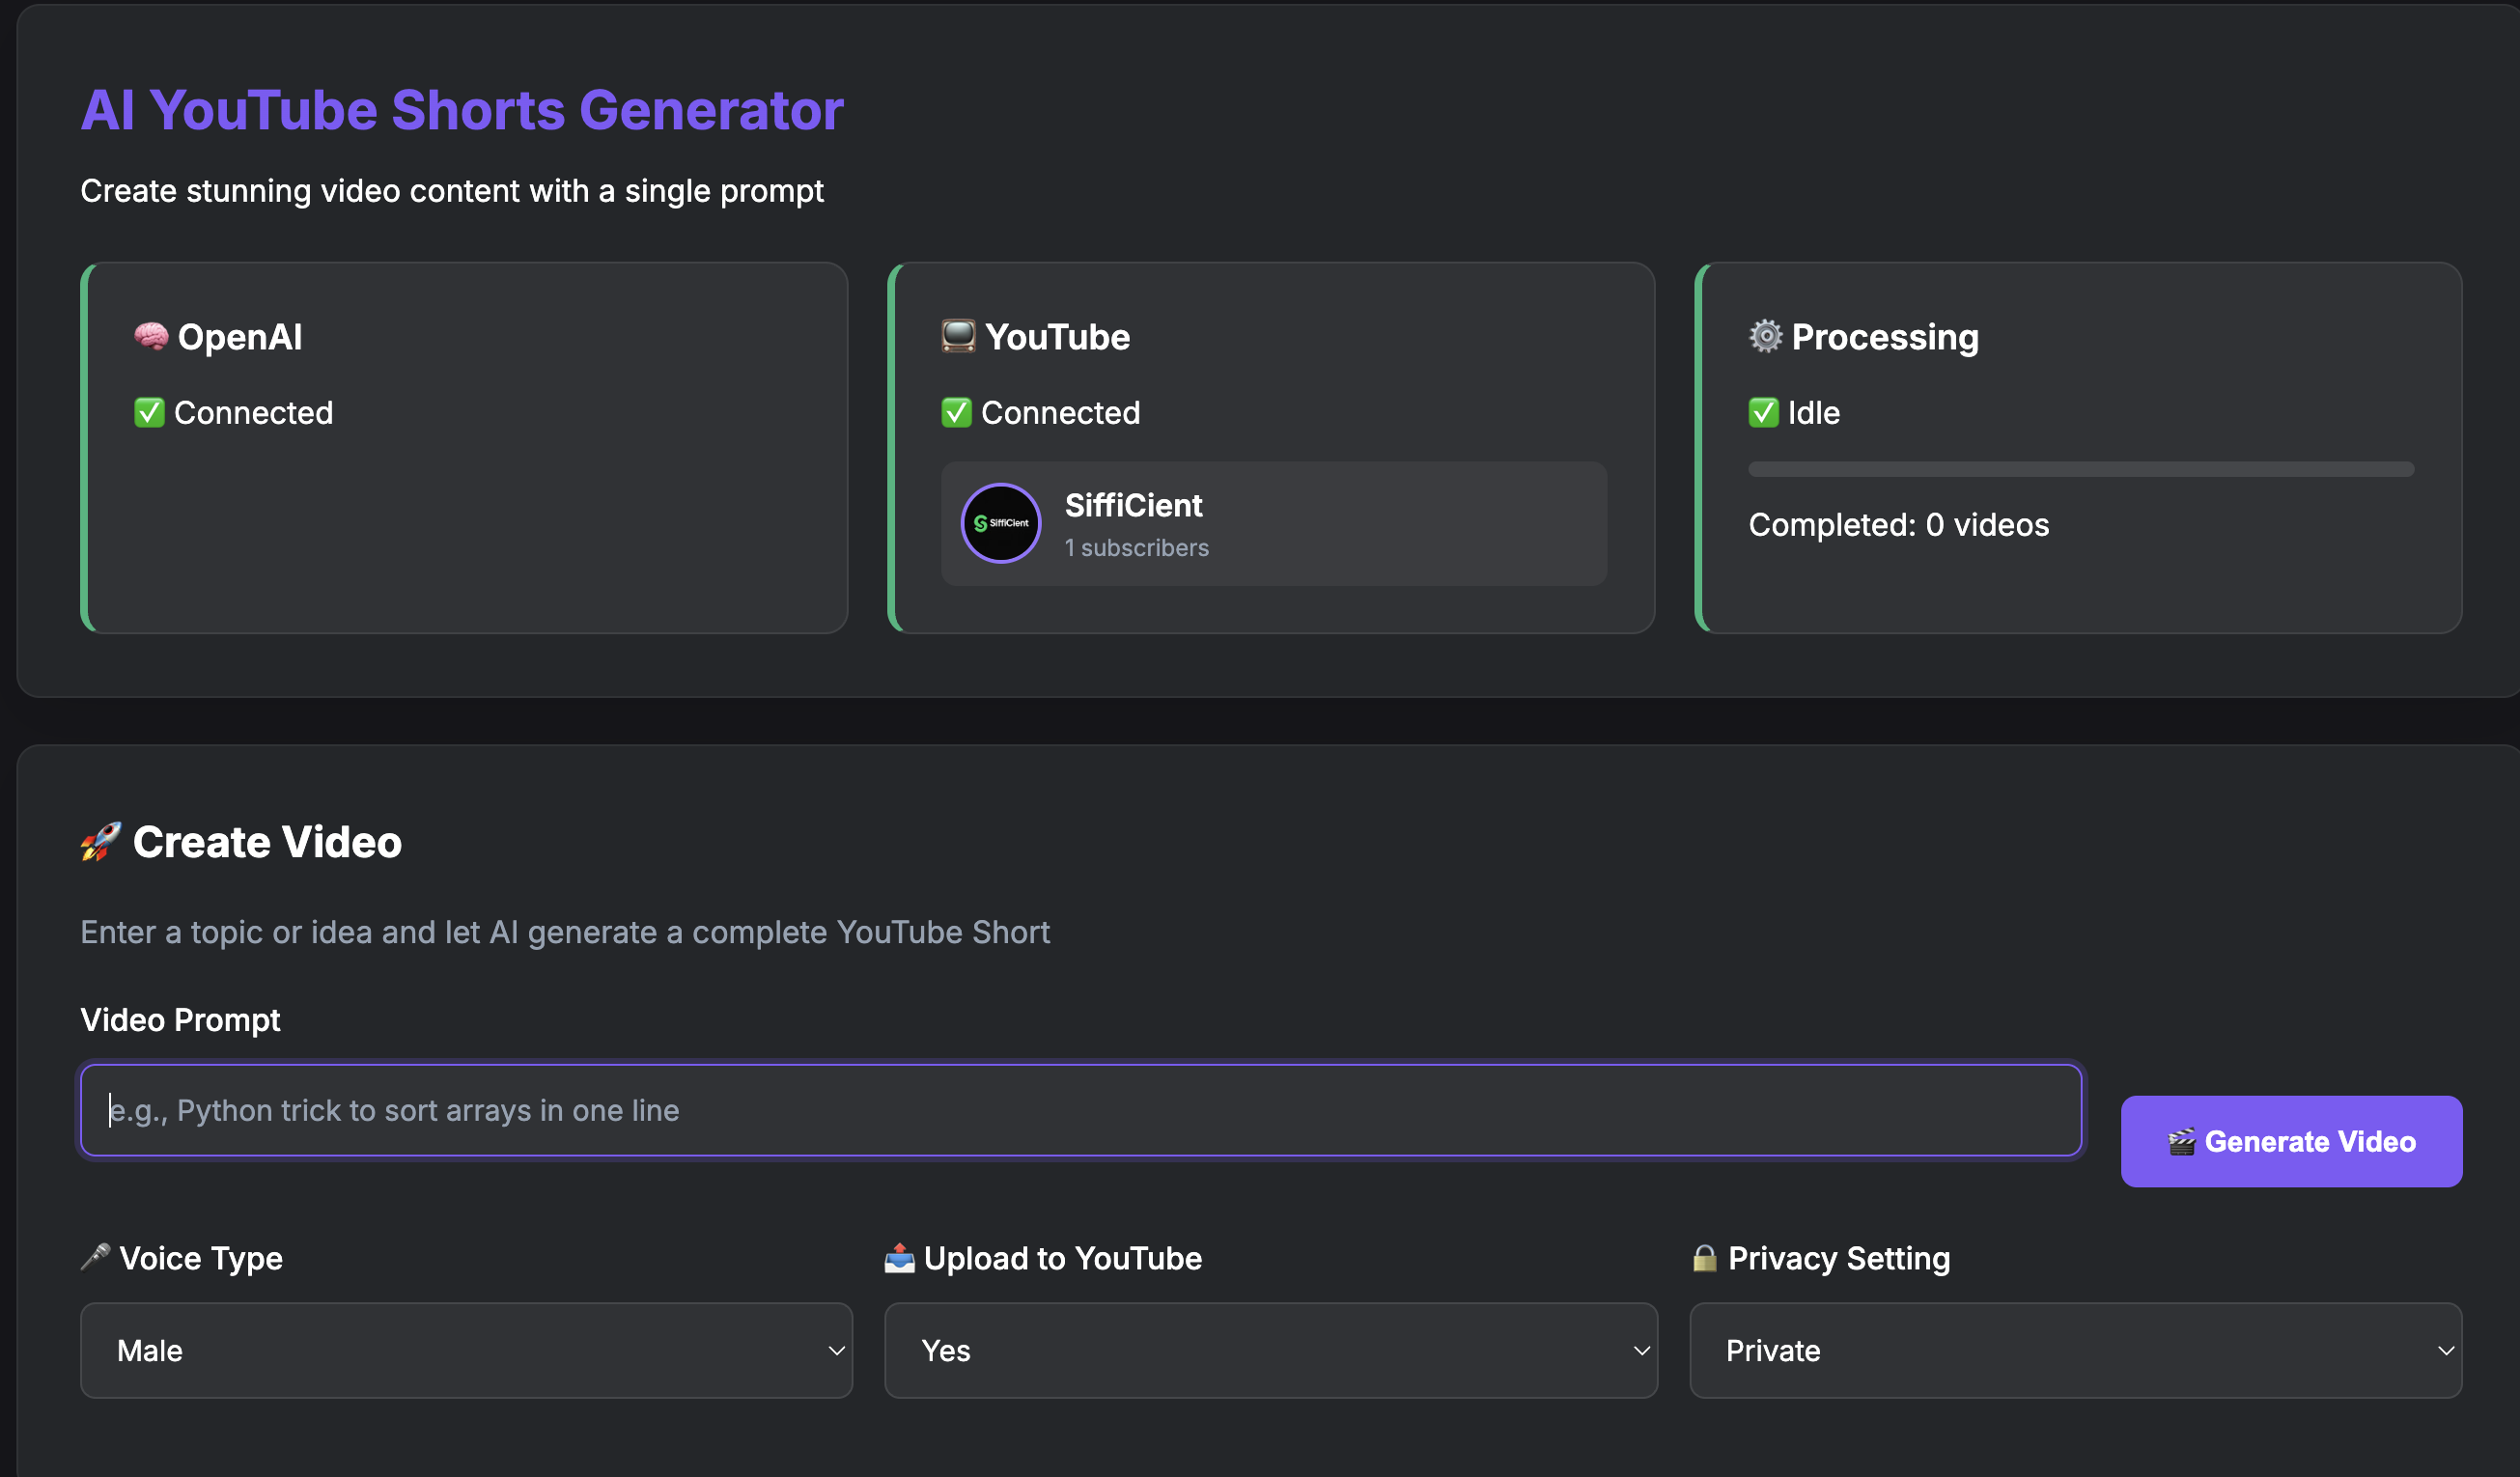 AI YouTube Shorts Generator
Create stunning video content with a single prompt
🧠 OpenAI
✅ Connected
📺 YouTube
✅ Connected
SiffiCient
SiffiCient
1 subscribers
⚙️ Processing
✅ Idle
Completed: 0 videos
🚀 Create Video
Enter a topic or idea and let AI generate a complete YouTube Short
Video Prompt
e.g., Python trick to sort arrays in one line
🎬 Generate Video
🎤 Voice Type
Male
📤 Upload to YouTube
Yes
🔒 Privacy Setting
Private